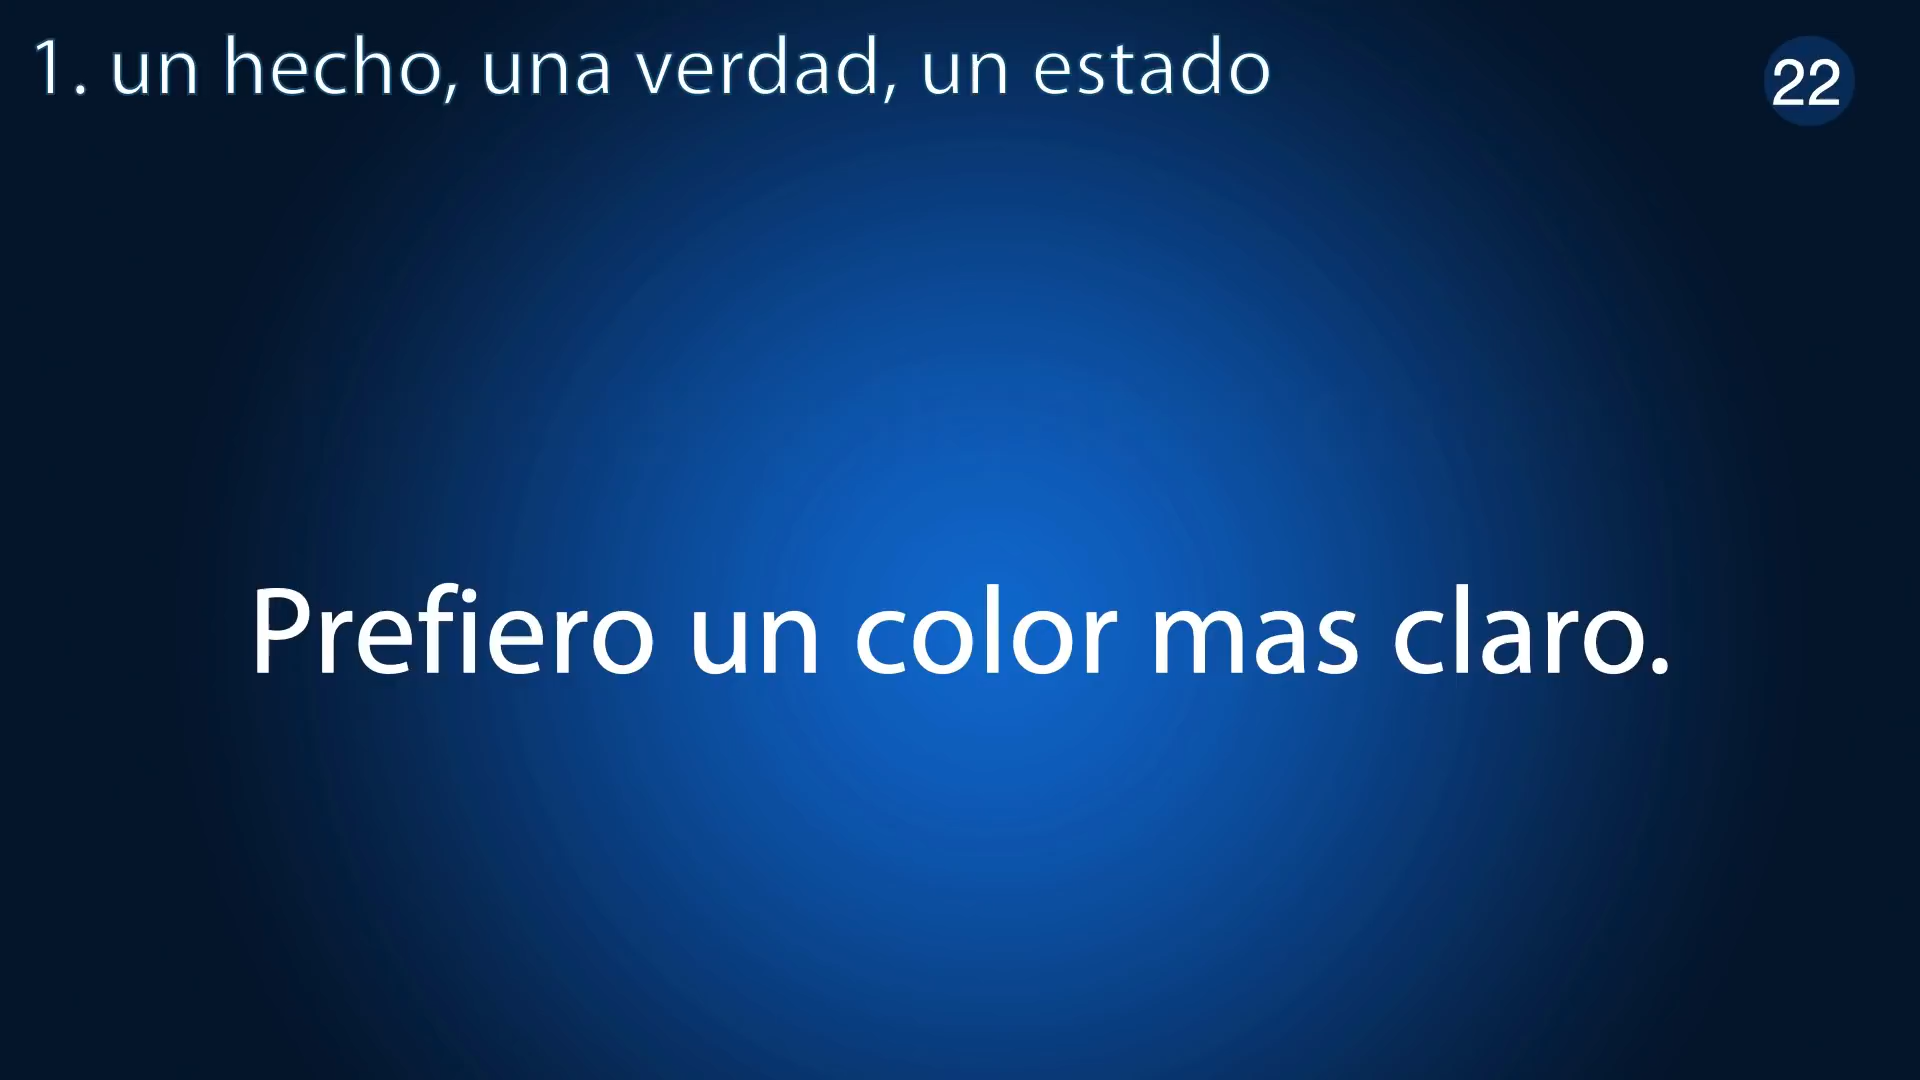 1. un hecho, una verdad, un estado
22
Prefiero un color mas claro.